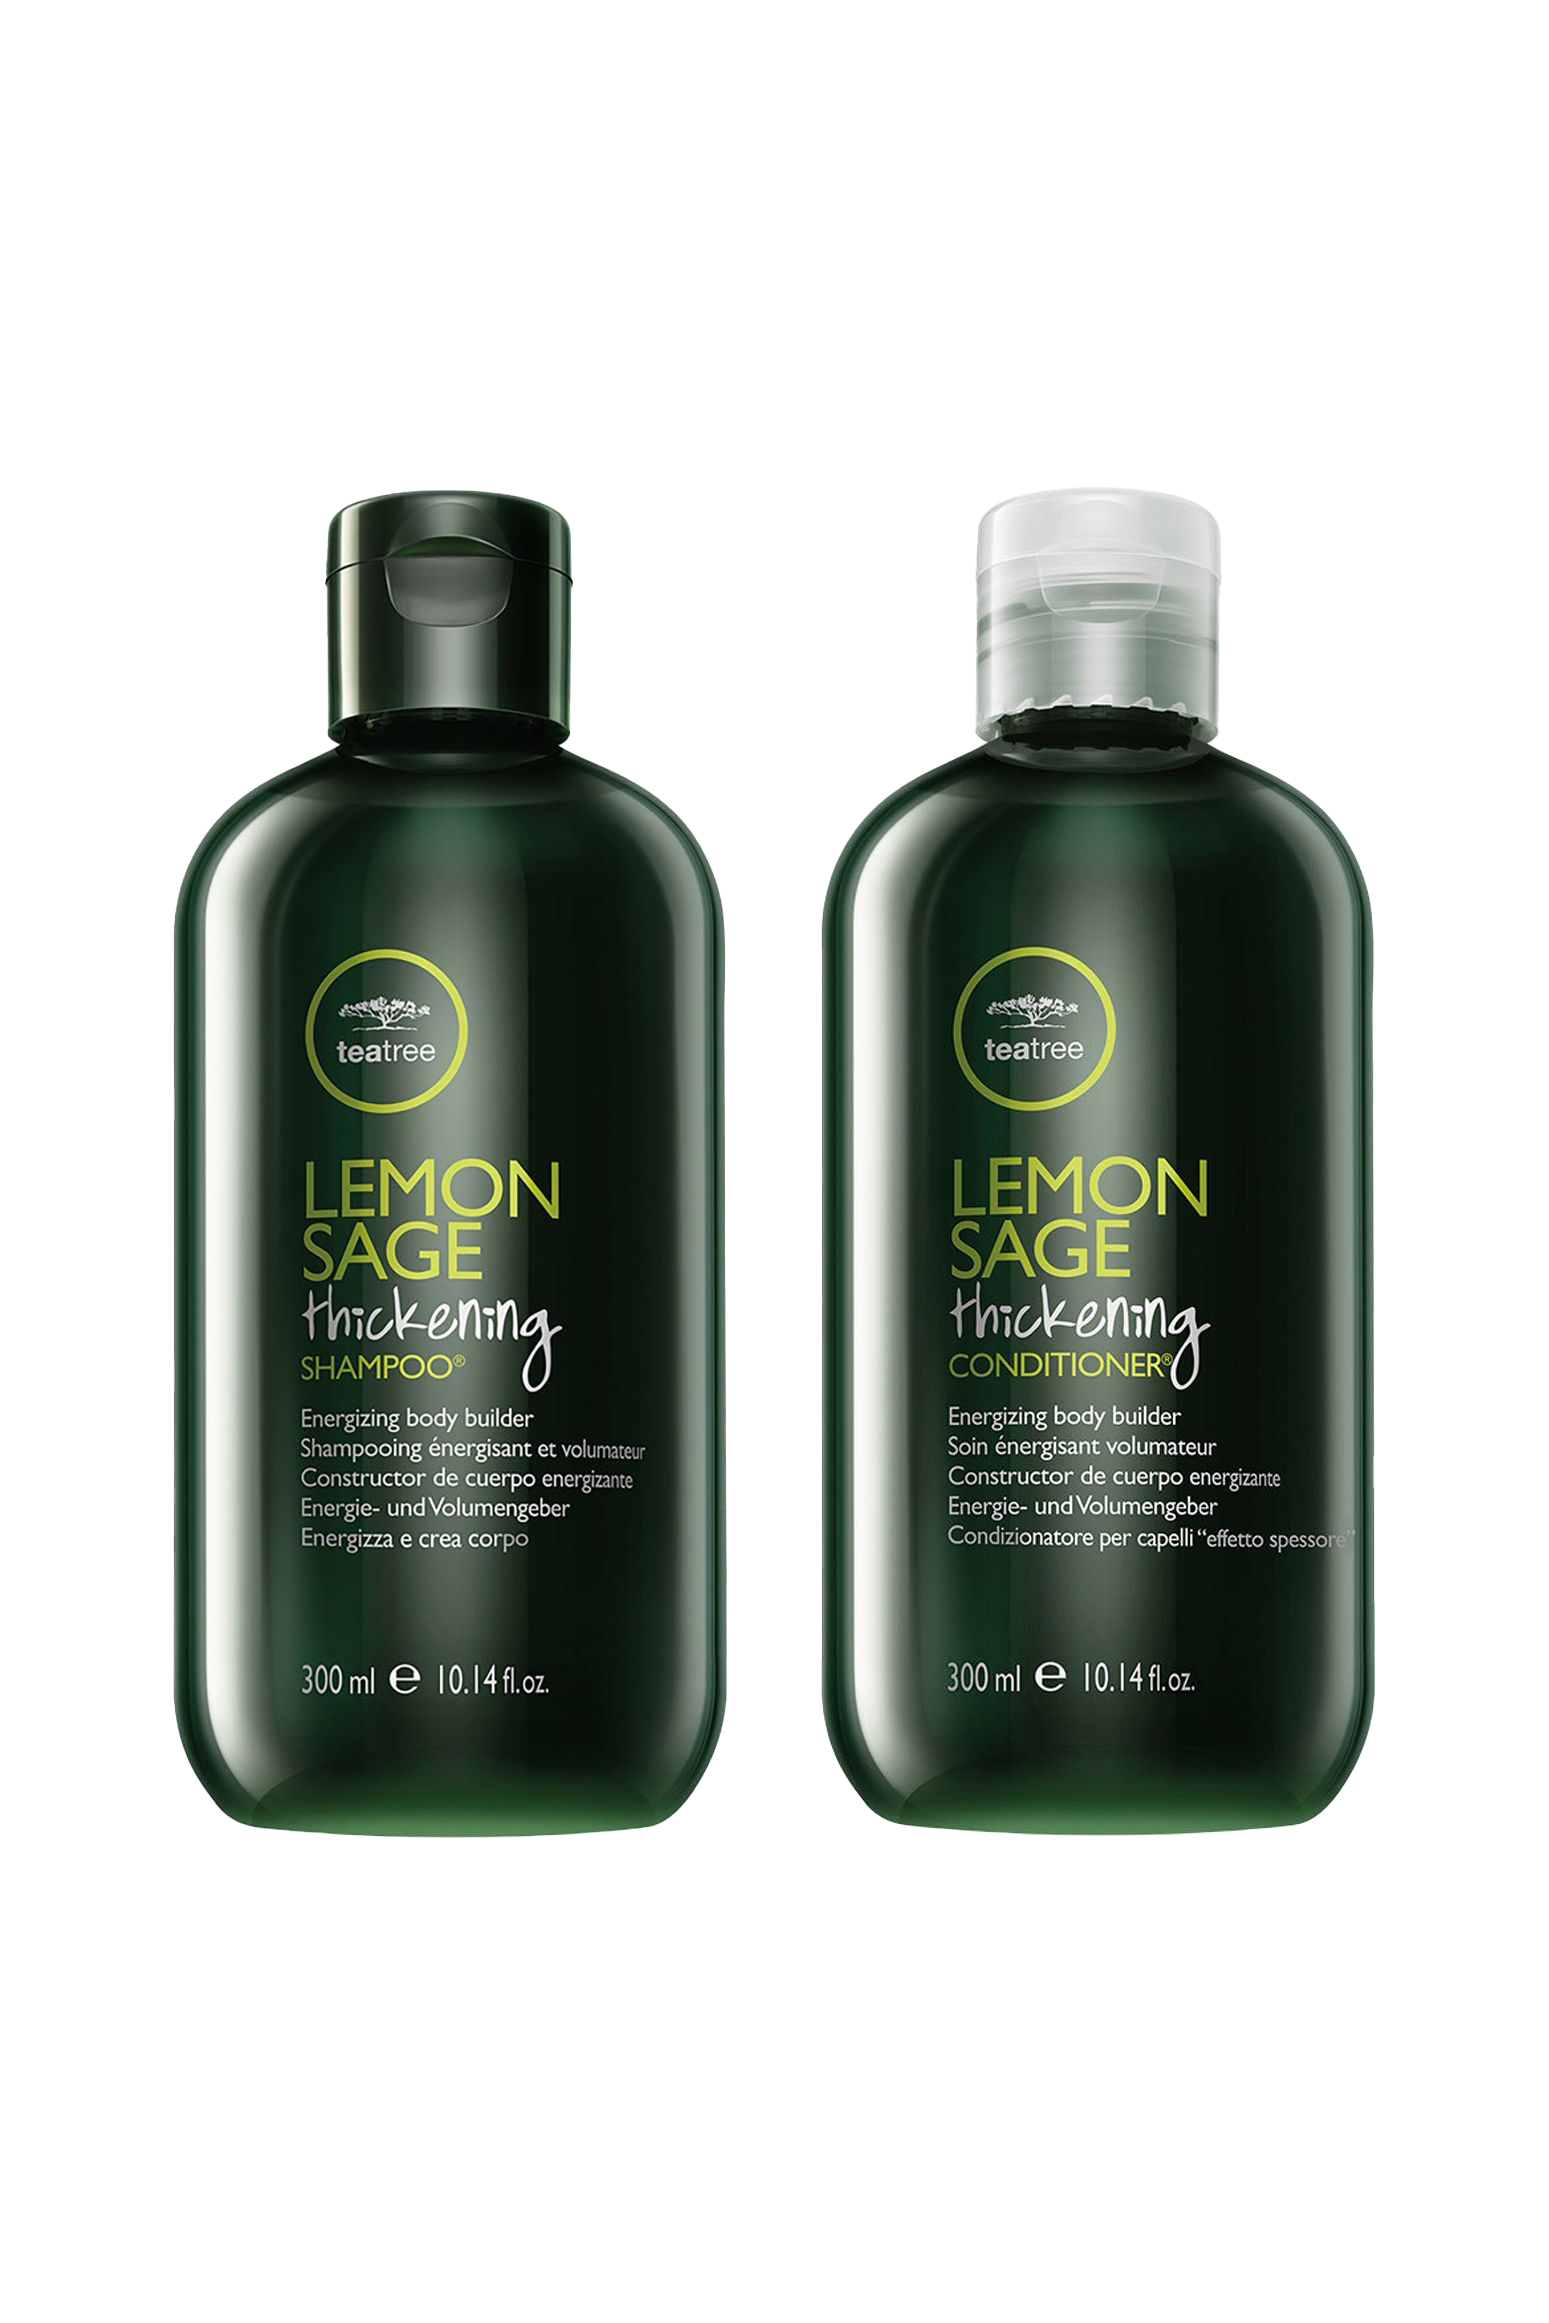 teatree
LEMON
SAGE
thickening
SHAMPOO®
Energizing body builder
Shampooing énergisant et volumateur
Constructor de cuerpo energizante
Energie- und Volumengeber
Energizza e crea corpo
300 ml ℮ 10.14 fl. oz.
teatree
LEMON
SAGE
thickening
CONDITIONER®
Energizing body builder
Soin énergisant volumateur
Constructor de cuerpo energizante
Energie- und Volumengeber
Condizionatore per capelli “effetto spessore”
300 ml ℮ 10.14 fl. oz.